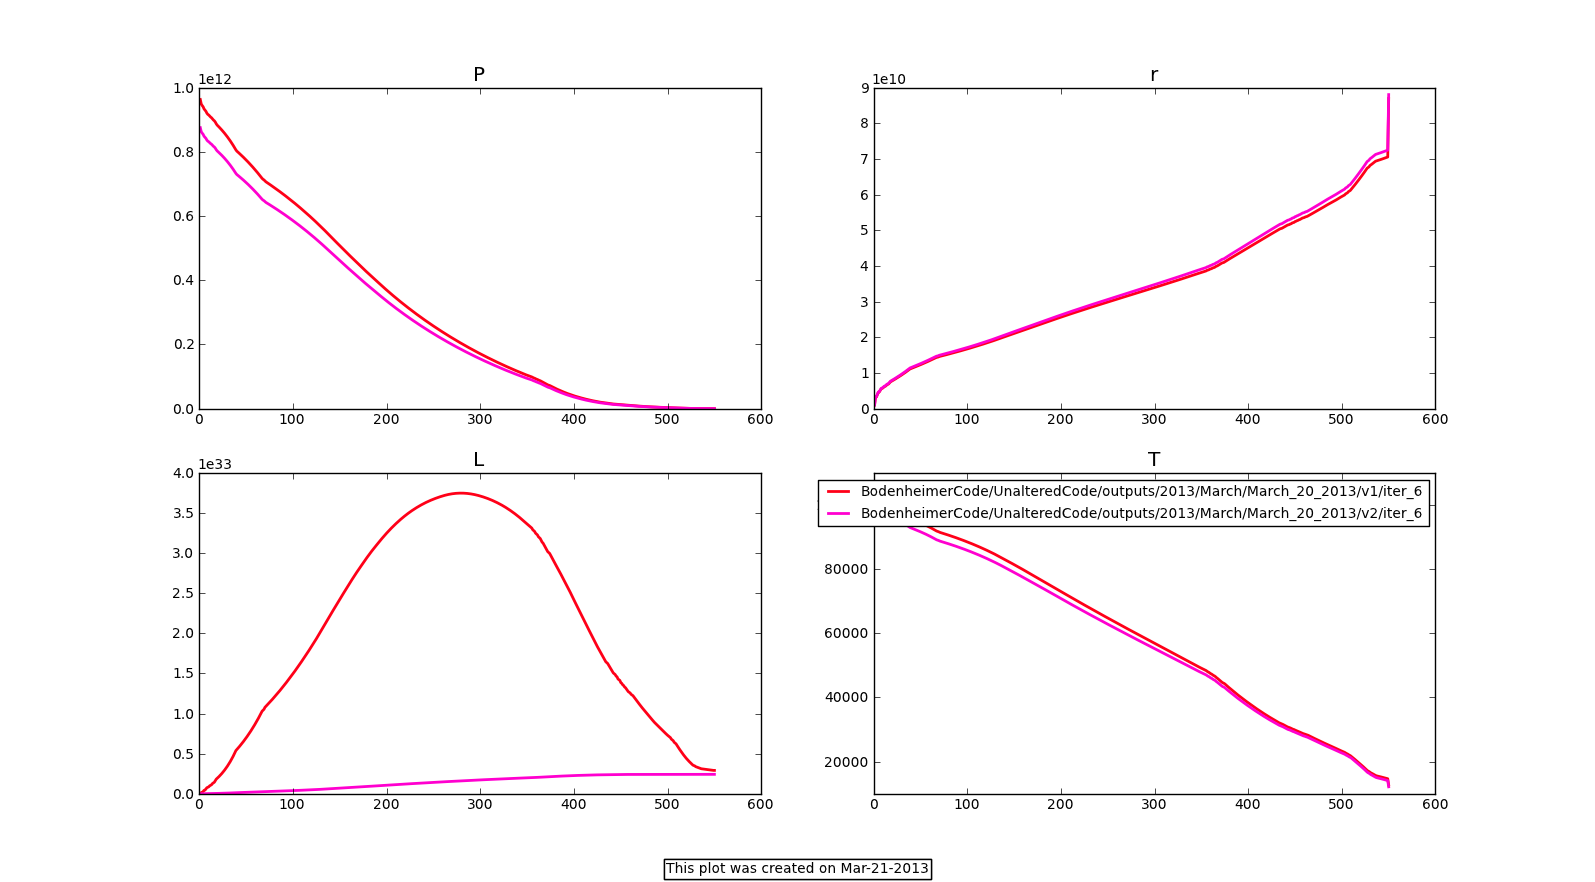 P
1e12
1.0
0.8
0.6
0.4
0.2
0.0
0 100 200 300 400 500 600
r
1e10
9
8
7
6
5
4
3
2
1
0
0 100 200 300 400 500 600
L
1e33
4.0
3.5
3.0
2.5
2.0
1.5
1.0
0.5
0.0
0 100 200 300 400 500 600
T
BodenheimerCode/UnalteredCode/outputs/2013/March/March_20_2013/v1/iter_6
BodenheimerCode/UnalteredCode/outputs/2013/March/March_20_2013/v2/iter_6
80000
60000
40000
20000
0 100 200 300 400 500 600
This plot was created on Mar-21-2013